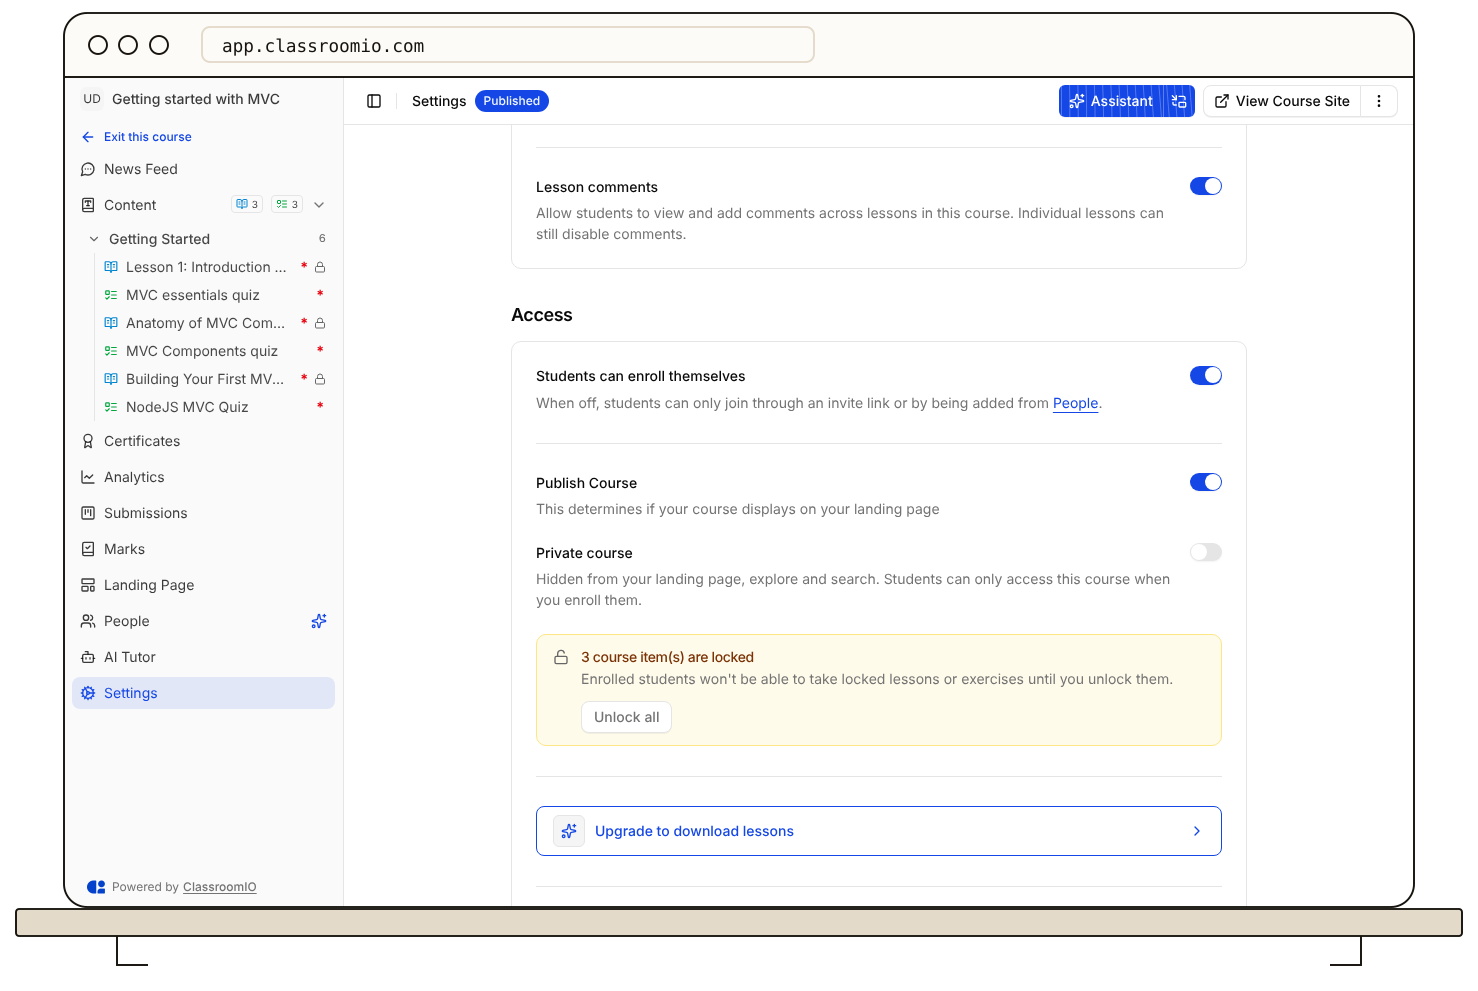 app.classroomio.com
UD Getting started with MVC
Exit this course
News Feed
Content 3 3
Getting Started 6
Lesson 1: Introduction ... *
MVC essentials quiz *
Anatomy of MVC Com... *
MVC Components quiz *
Building Your First MV... *
NodeJS MVC Quiz *
Certificates
Analytics
Submissions
Marks
Landing Page
People
AI Tutor
Settings
Powered by ClassroomIO
Settings Published
Assistant
View Course Site
Lesson comments
Allow students to view and add comments across lessons in this course. Individual lessons can
still disable comments.
Access
Students can enroll themselves
When off, students can only join through an invite link or by being added from People.
Publish Course
This determines if your course displays on your landing page
Private course
Hidden from your landing page, explore and search. Students can only access this course when
you enroll them.
3 course item(s) are locked
Enrolled students won't be able to take locked lessons or exercises until you unlock them.
Unlock all
Upgrade to download lessons